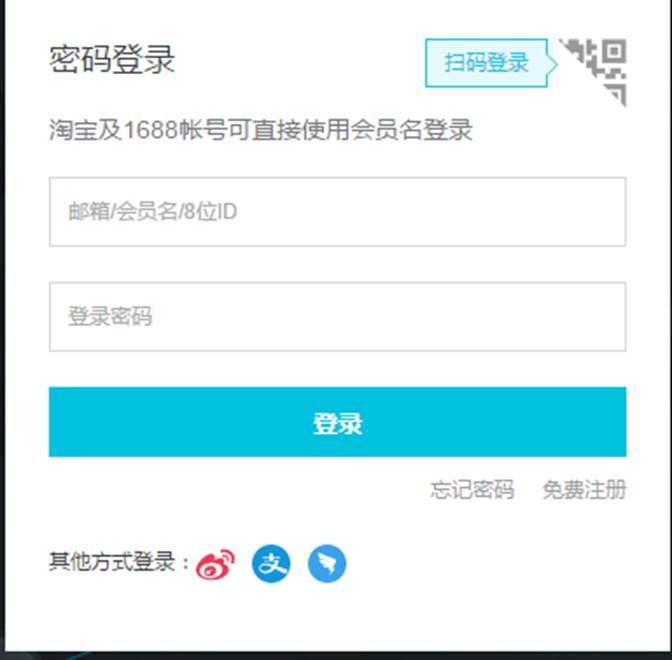 密码登录
扫码登录
淘宝及1688帐号可直接使用会员名登录
邮箱/会员名/8位ID
登录密码
登录
忘记密码 免费注册
其他方式登录：
支